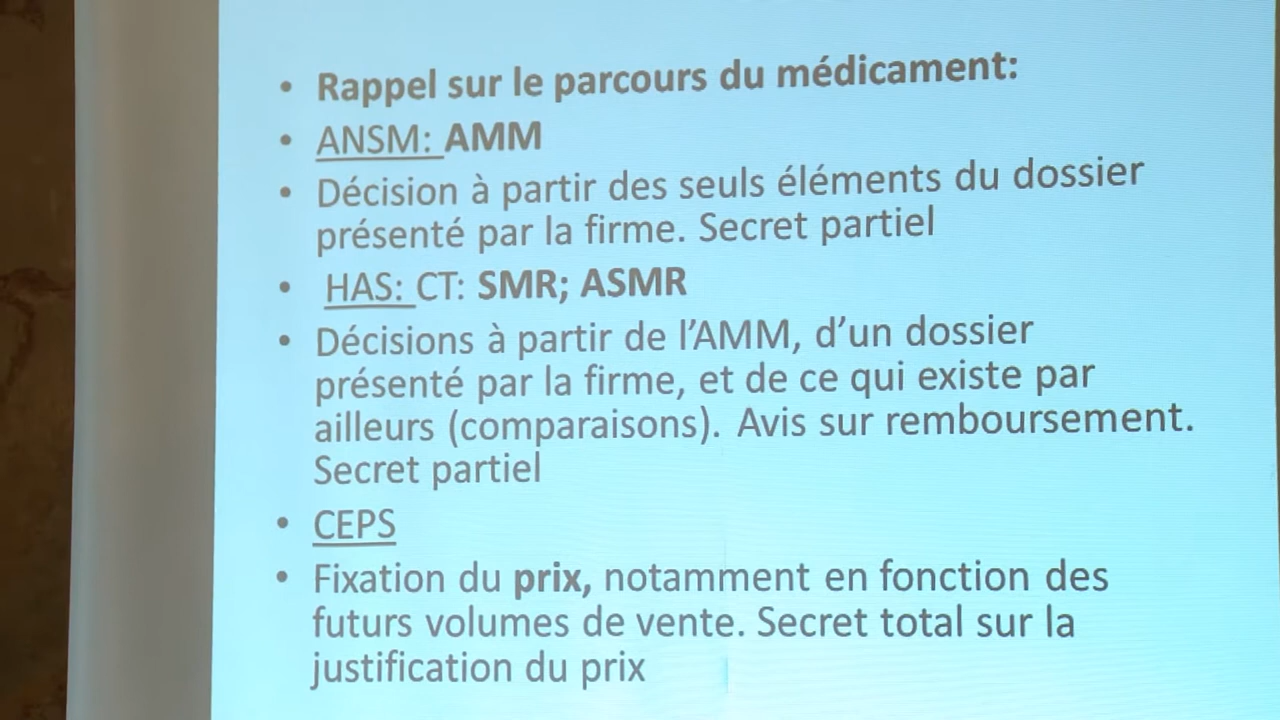 • Rappel sur le parcours du médicament:
• ANSM: AMM
• Décision à partir des seuls éléments du dossier
présenté par la firme. Secret partiel
• HAS: CT: SMR; ASMR
• Décisions à partir de l’AMM, d’un dossier
présenté par la firme, et de ce qui existe par
ailleurs (comparaisons). Avis sur remboursement.
Secret partiel
• CEPS
• Fixation du prix, notamment en fonction des
futurs volumes de vente. Secret total sur la
justification du prix